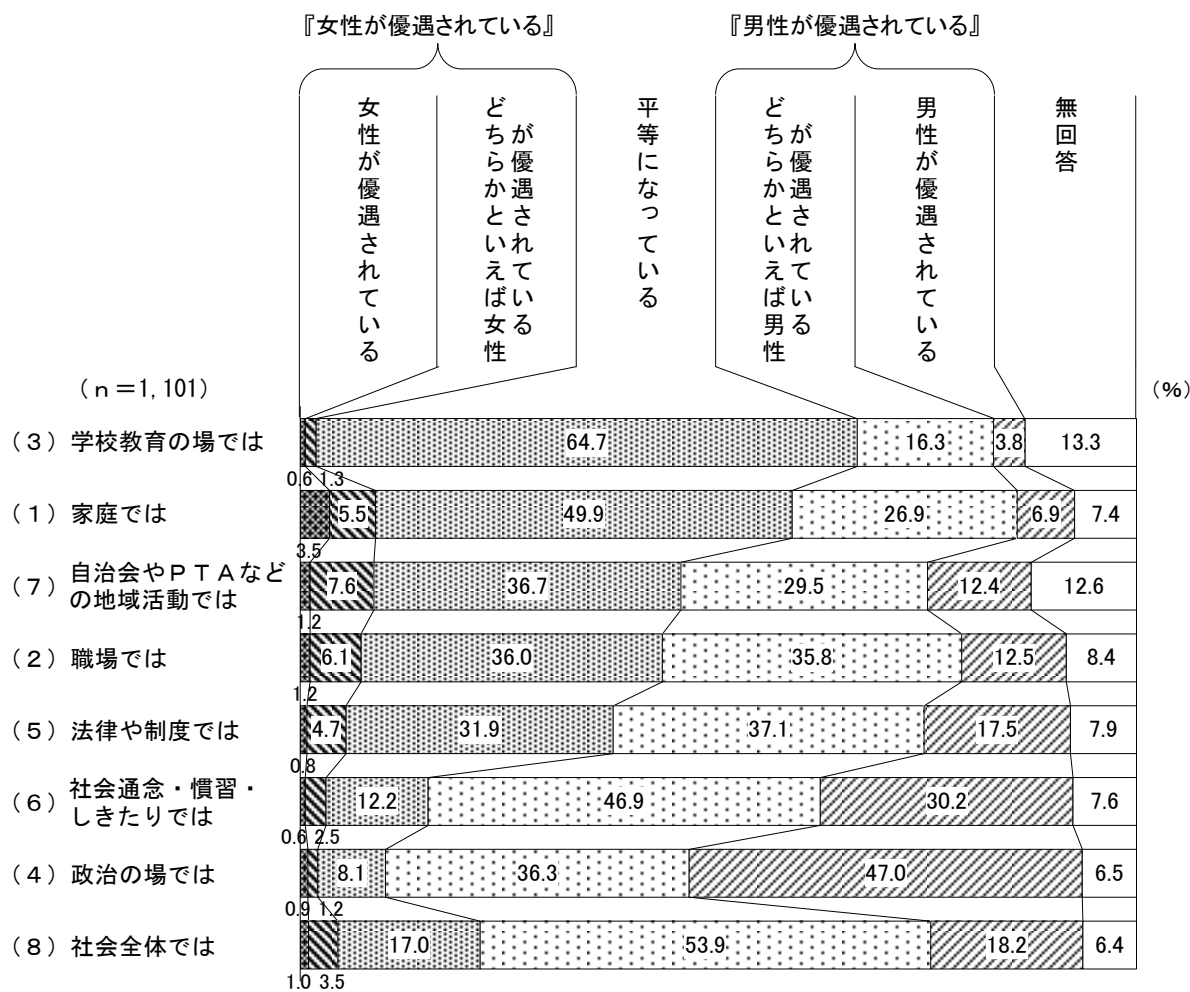 『女性が優遇されている』 『男性が優遇されている』
女性が優遇されている
どちらかといえば女性
が優遇されている
平等になっている
どちらかといえば男性
が優遇されている
男性が優遇されている
無回答
（ｎ＝1,101） （％）
（３）学校教育の場では 64.7 16.3 3.8 13.3
0.6 1.3
（１）家庭では 5.5 49.9 26.9 6.9 7.4
3.5
（７）自治会やＰＴＡなど
の地域活動では 7.6 36.7 29.5 12.4 12.6
1.2
（２）職場では 6.1 36.0 35.8 12.5 8.4
1.2
（５）法律や制度では 4.7 31.9 37.1 17.5 7.9
0.8
（６）社会通念・慣習・
しきたりでは 12.2 46.9 30.2 7.6
0.6 2.5
（４）政治の場では 8.1 36.3 47.0 6.5
0.9 1.2
（８）社会全体では 17.0 53.9 18.2 6.4
1.0 3.5